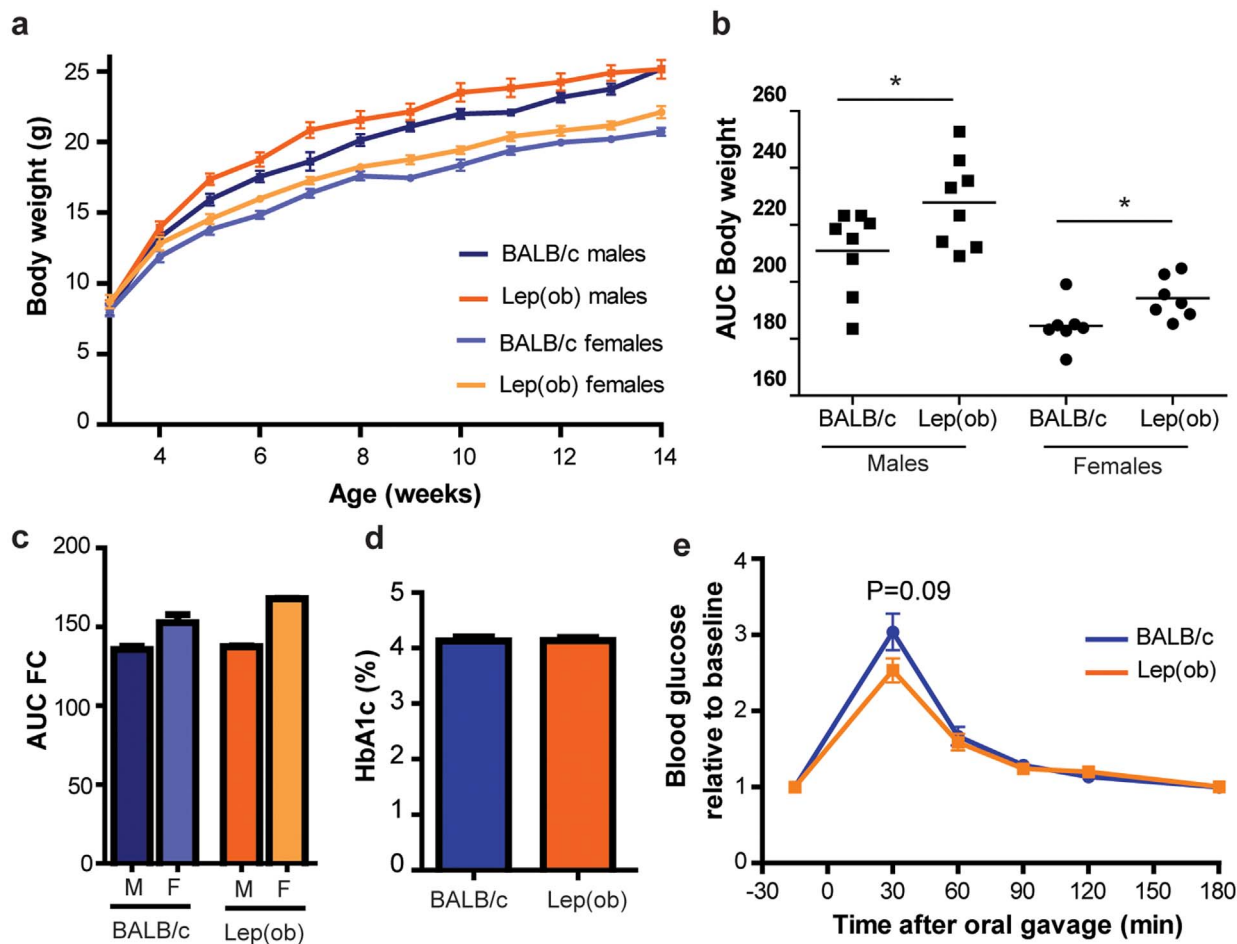 a
Body weight (g)
25
20
15
10
5
0
4
6
8
10
12
14
Age (weeks)
BALB/c males
Lep(ob) males
BALB/c females
Lep(ob) females
b
AUC Body weight
260
240
220
200
180
160
*
*
BALB/c
Lep(ob)
BALB/c
Lep(ob)
Males
Females
c
AUC FC
200
150
100
50
0
M
F
M
F
BALB/c
Lep(ob)
d
HbA1c (%)
5
4
3
2
1
0
BALB/c
Lep(ob)
e
Blood glucose
relative to baseline
4
3
2
1
0
P=0.09
BALB/c
Lep(ob)
-30
0
30
60
90
120
150
180
Time after oral gavage (min)